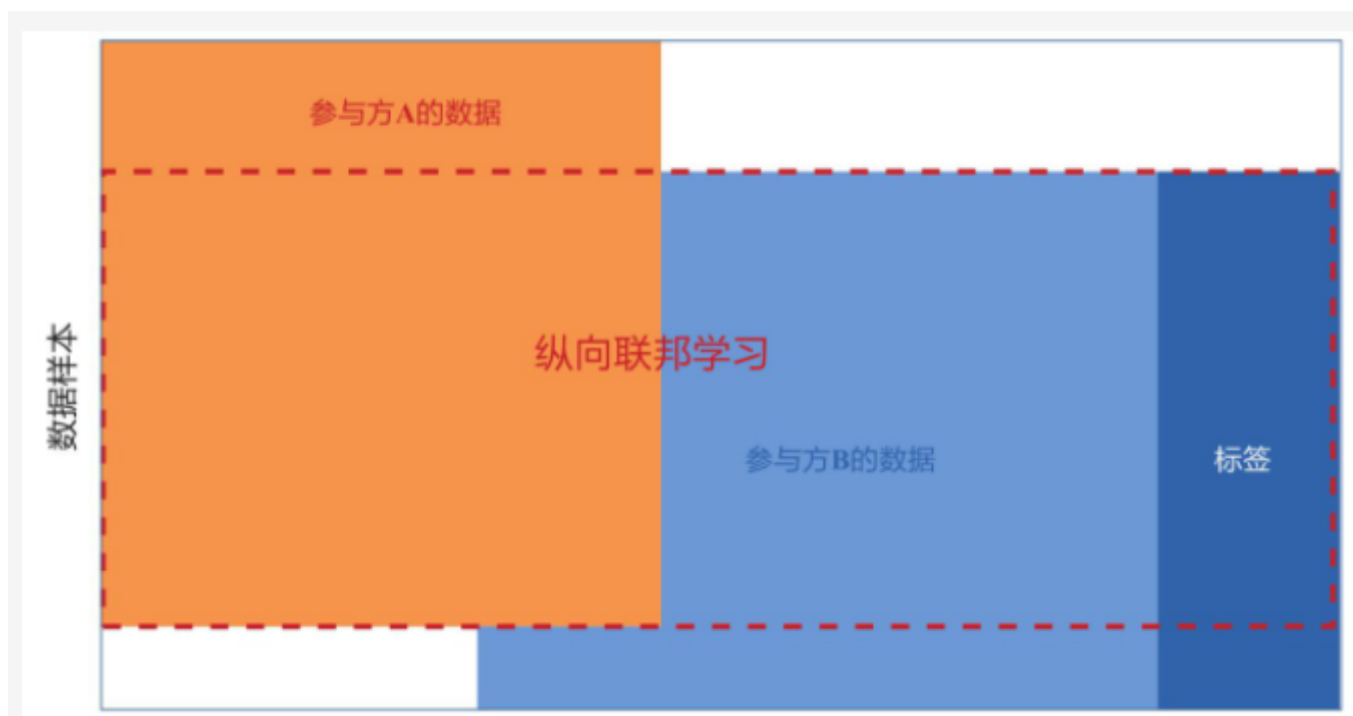 参与方A的数据
纵向联邦学习
数据样本
参与方B的数据
标签